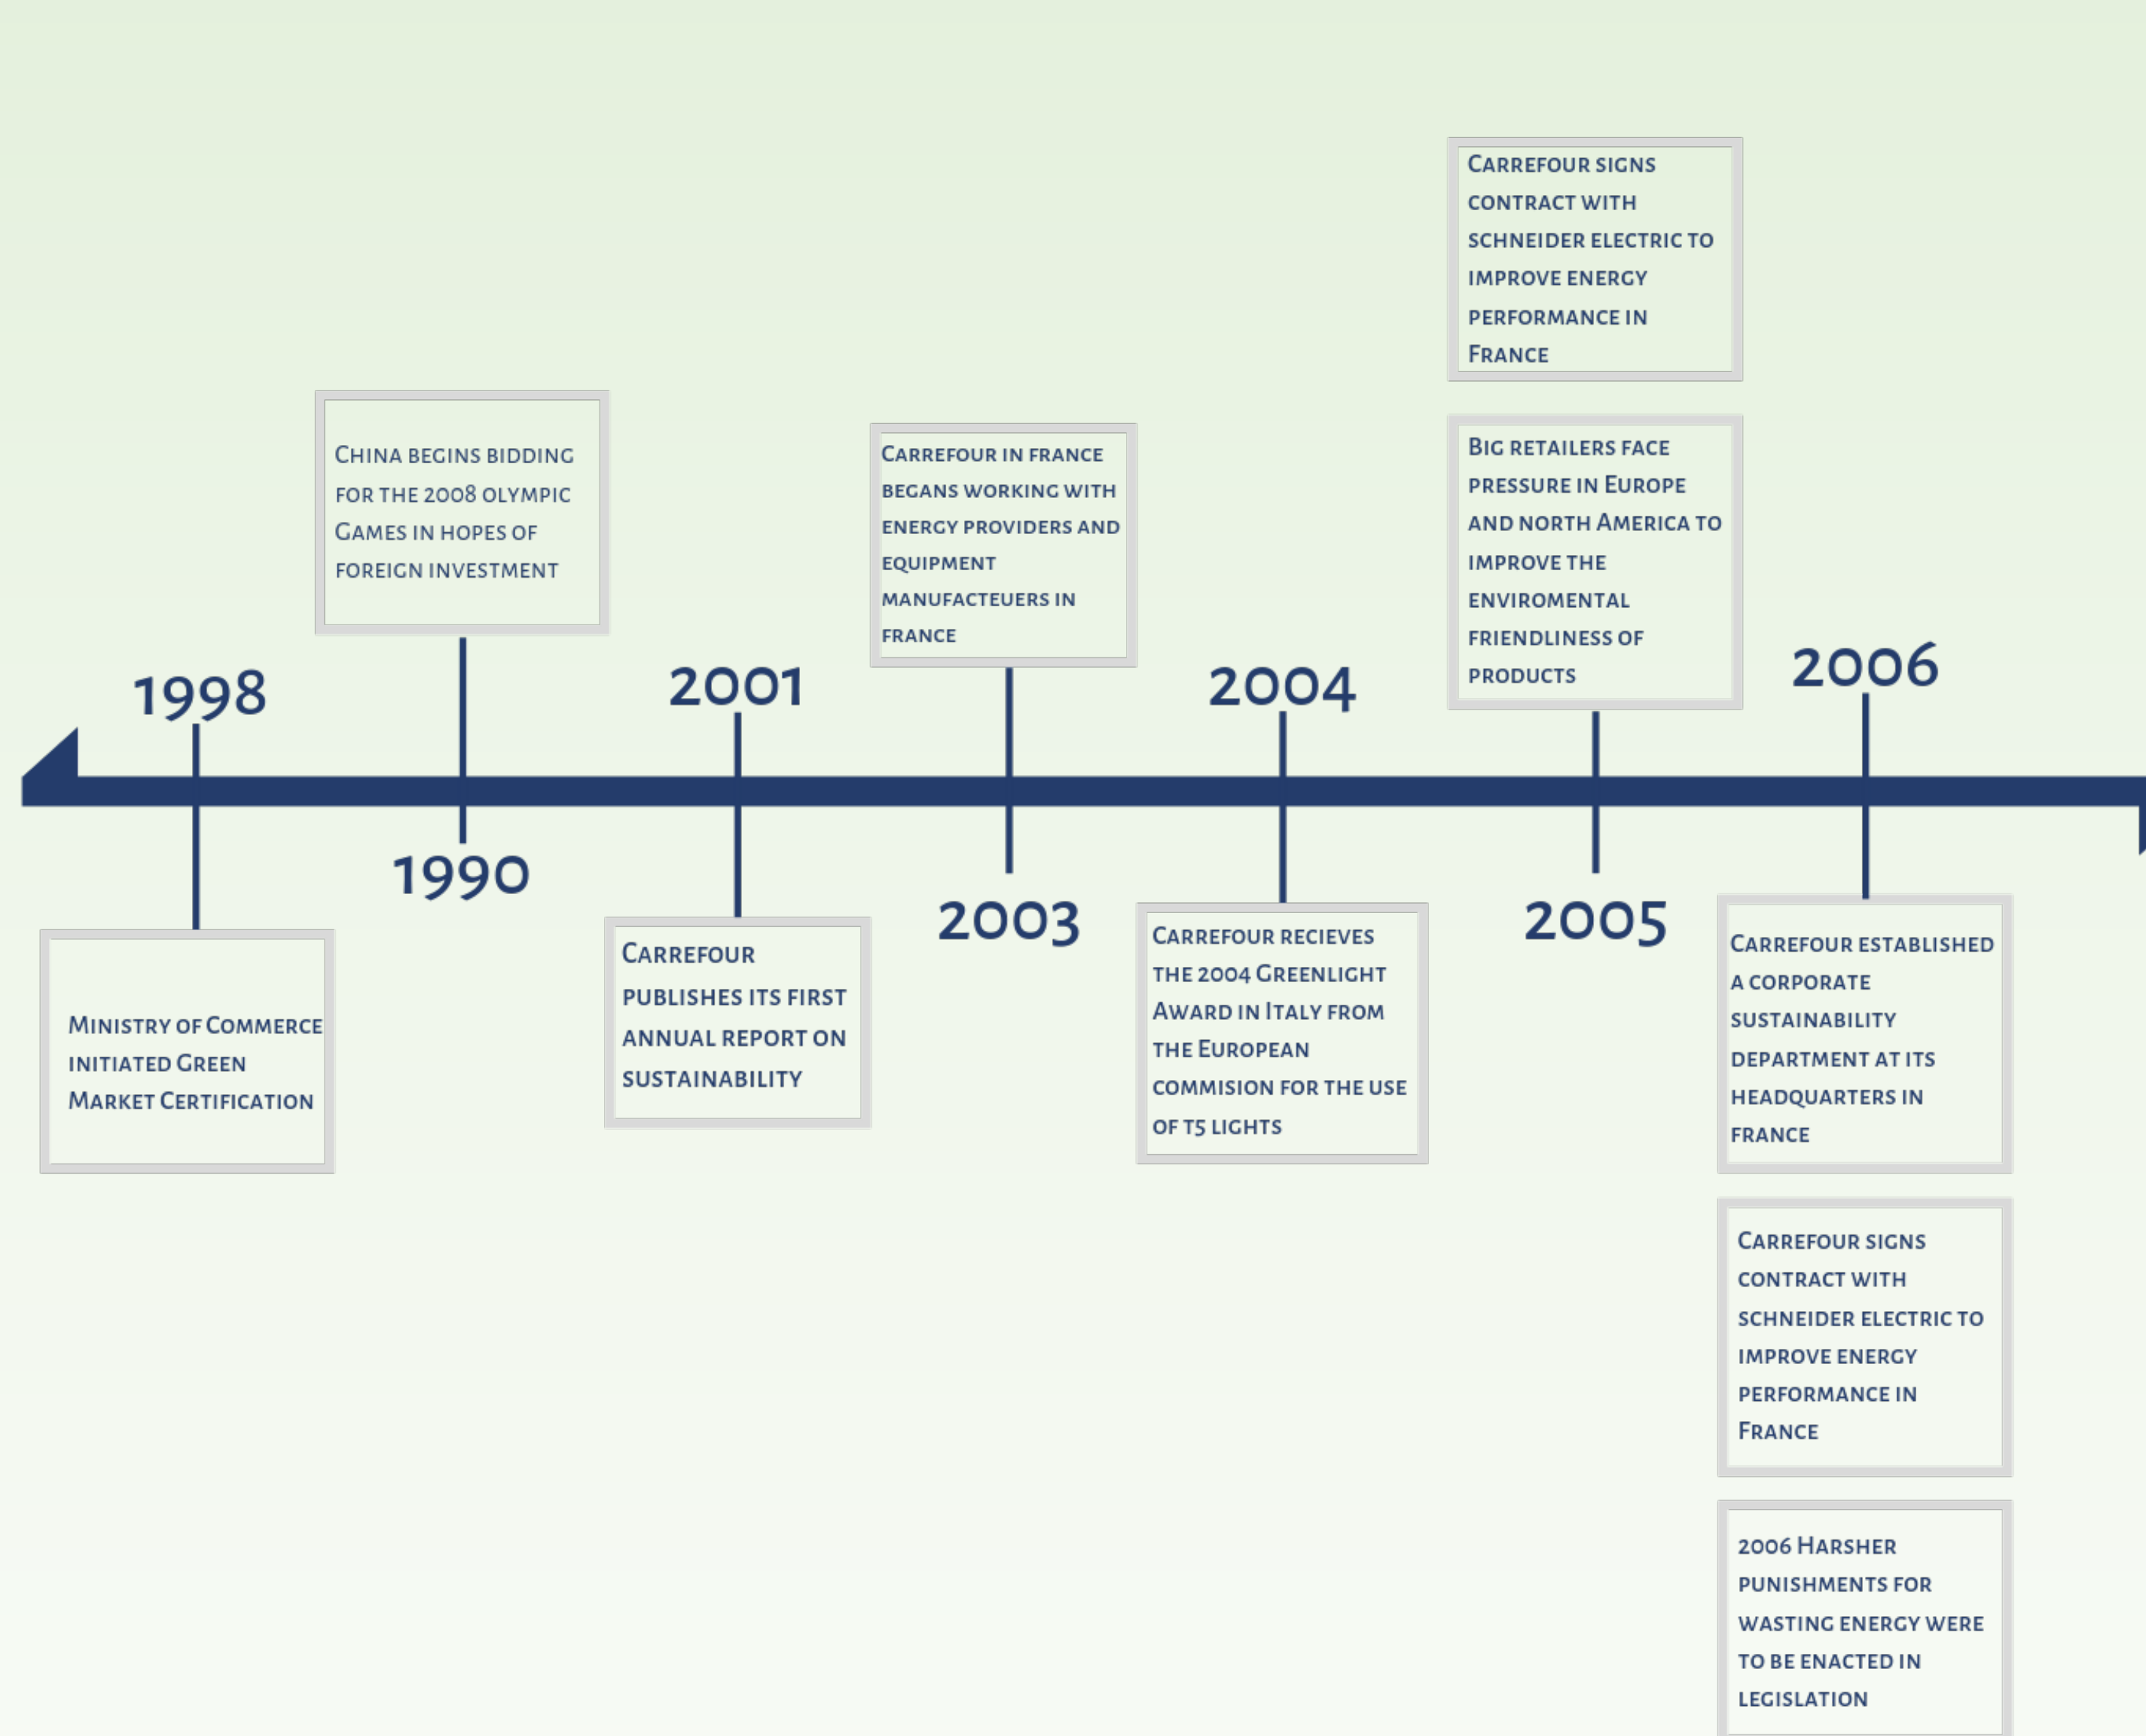 1998
Ministry of Commerce
initiated Green
Market Certification
China begins bidding
for the 2008 olympic
Games in hopes of
foreign investment
1990
2001
Carrefour
publishes its first
annual report on
sustainability
Carrefour in france
begans working with
energy providers and
equipment
manufacteuers in
france
2003
2004
Carrefour recieves
the 2004 Greenlight
Award in Italy from
the European
commision for the use
of t5 lights
Carrefour signs
contract with
schneider electric to
improve energy
performance in
France
Big retailers face
pressure in Europe
and north America to
improve the
enviromental
friendliness of
products
2005
2006
Carrefour established
a corporate
sustainability
department at its
headquarters in
france
Carrefour signs
contract with
schneider electric to
improve energy
performance in
France
2006 Harsher
punishments for
wasting energy were
to be enacted in
legislation